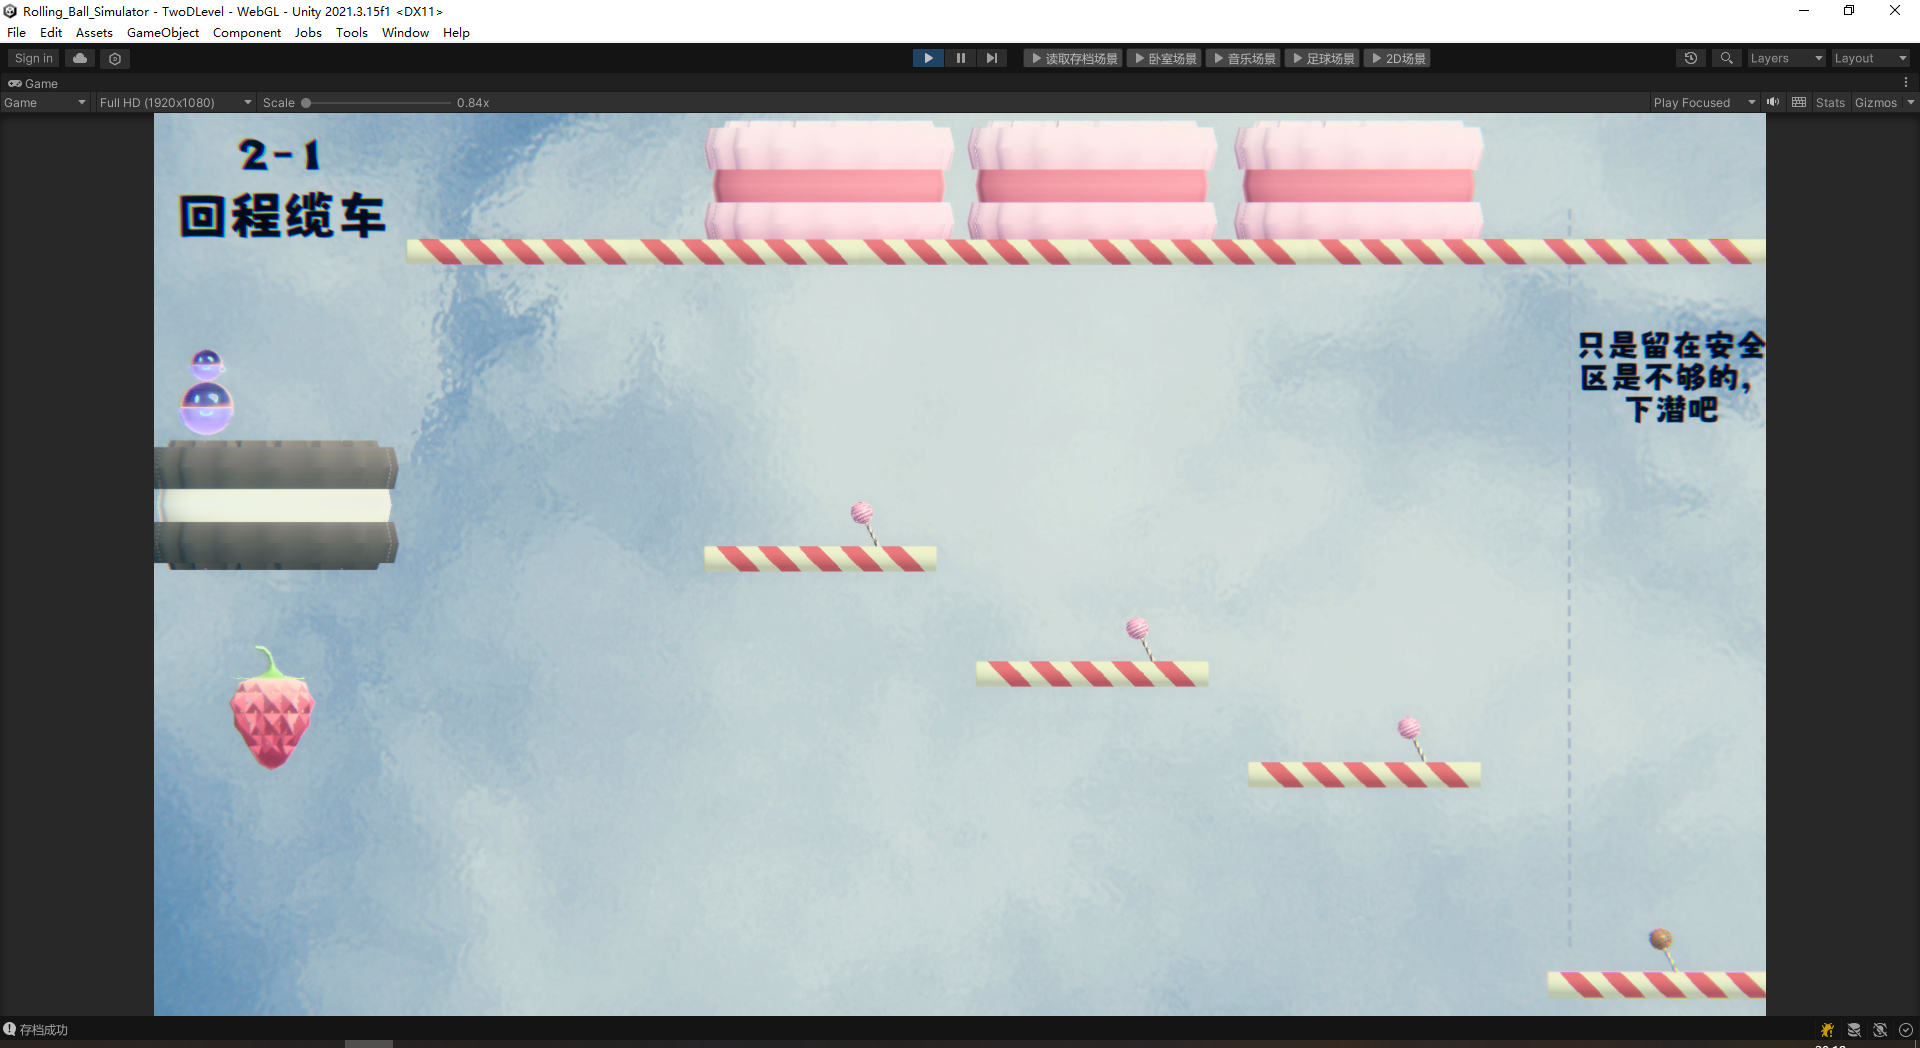 Rolling_Ball_Simulator - TwoDLevel - WebGL - Unity 2021.3.15f1 <DX11>
File Edit Assets GameObject Component Jobs Tools Window Help
Sign in 读取存档场景 卧室场景 音乐场景 足球场景 2D场景 Layers Layout
Game
Game Full HD (1920x1080) Scale 0.84x Play Focused Stats Gizmos
2-1
回程缆车
只是留在安全
区是不够的，
下潜吧
存档成功